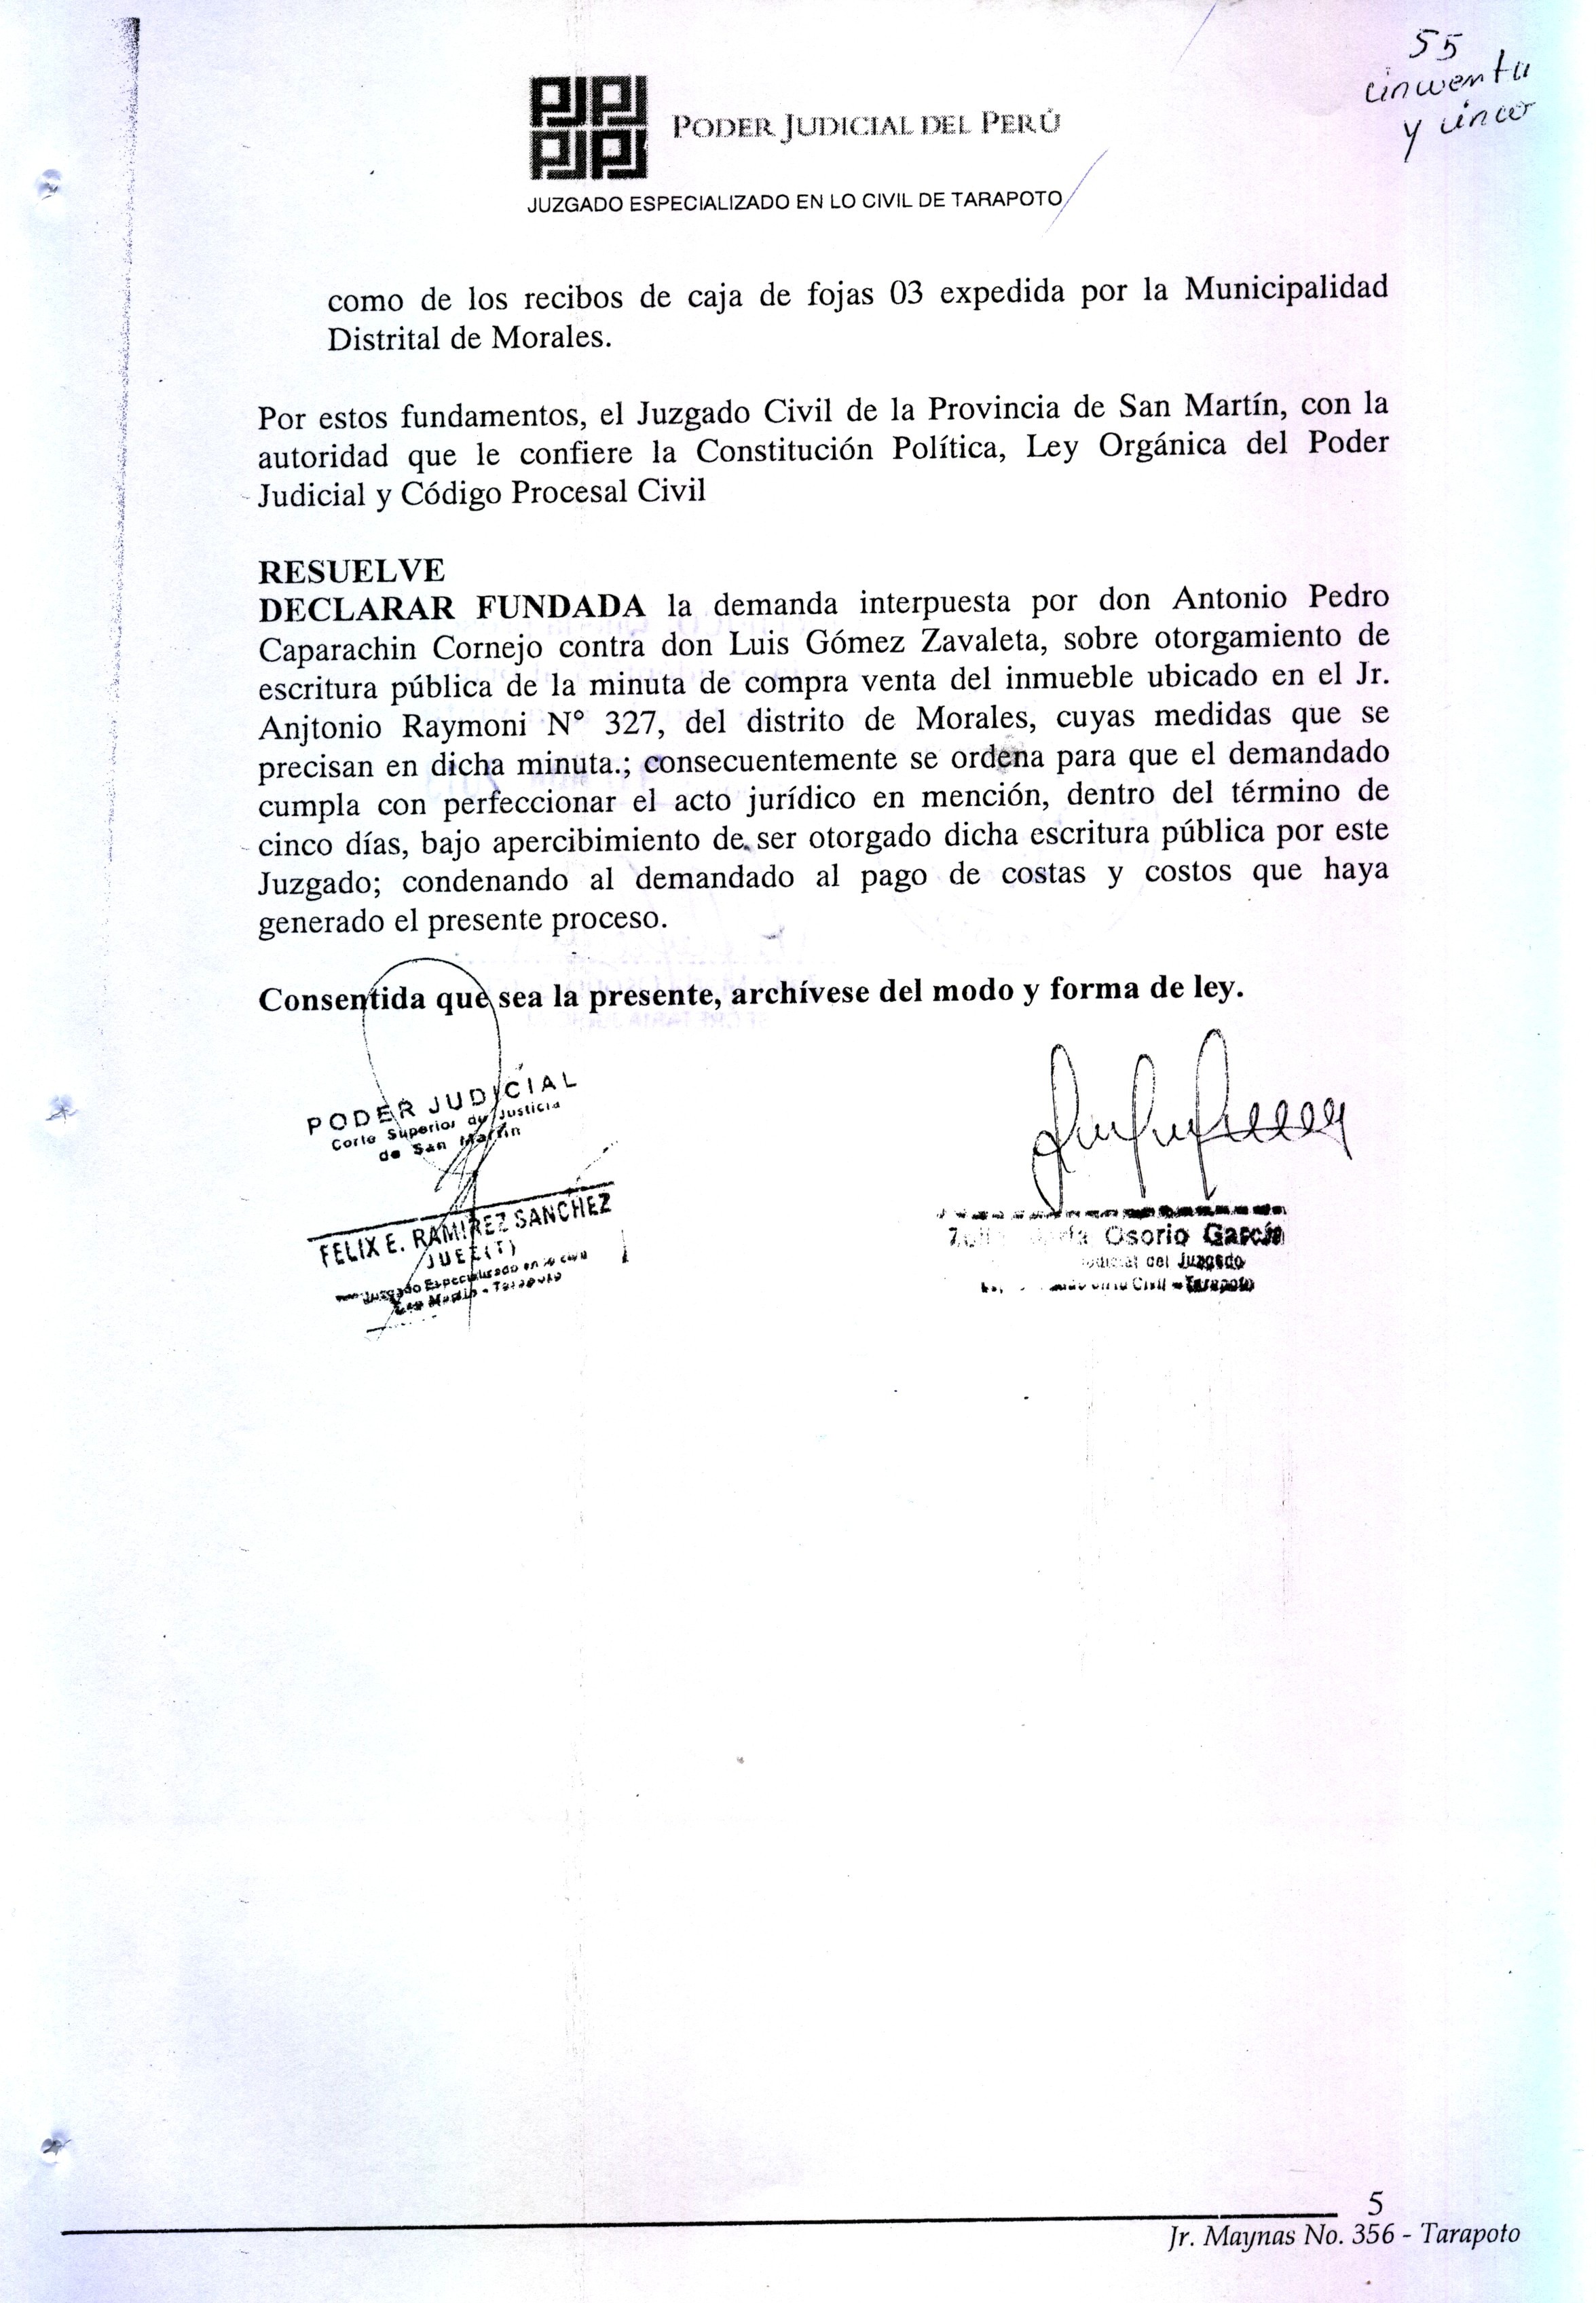 55
cincuenta
y cinco
PODER JUDICIAL DEL PERÚ
JUZGADO ESPECIALIZADO EN LO CIVIL DE TARAPOTO
como de los recibos de caja de fojas 03 expedida por la Municipalidad
Distrital de Morales.
Por estos fundamentos, el Juzgado Civil de la Provincia de San Martín, con la
autoridad que le confiere la Constitución Política, Ley Orgánica del Poder
Judicial y Código Procesal Civil
RESUELVE
DECLARAR FUNDADA la demanda interpuesta por don Antonio Pedro
Caparachin Cornejo contra don Luis Gómez Zavaleta, sobre otorgamiento de
escritura pública de la minuta de compra venta del inmueble ubicado en el Jr.
Anjtonio Raymoni N° 327, del distrito de Morales, cuyas medidas que se
precisan en dicha minuta.; consecuentemente se ordena para que el demandado
cumpla con perfeccionar el acto jurídico en mención, dentro del término de
cinco días, bajo apercibimiento de ser otorgado dicha escritura pública por este
Juzgado; condenando al demandado al pago de costas y costos que haya
generado el presente proceso.
Consentida que sea la presente, archívese del modo y forma de ley.
PODER JUDICIAL
Corte Superior de Justicia
de San Martín
FELIX E. RAMIREZ SANCHEZ
JUEZ (T)
Juzgado Especializado en lo Civil
San Martín - Tarapoto
Osorio García
Judicial del Juzgado
en lo Civil - Tarapoto
5
Jr. Maynas No. 356 - Tarapoto